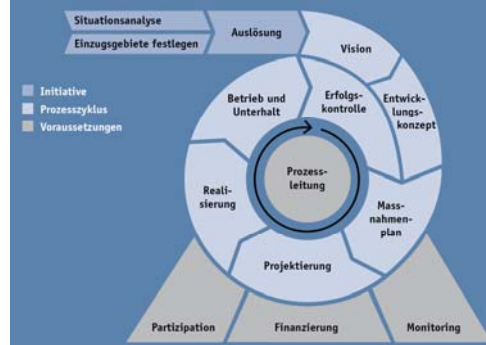 Situationsanalyse
Einzugsgebiete festlegen
Auslösung
Vision
Initiative
Prozesszyklus
Voraussetzungen
Betrieb und
Unterhalt
Erfolgs-
kontrolle
Entwick-
lungs-
konzept
Prozess-
leitung
Reali-
sierung
Mass-
nahmen-
plan
Projektierung
Partizipation
Finanzierung
Monitoring